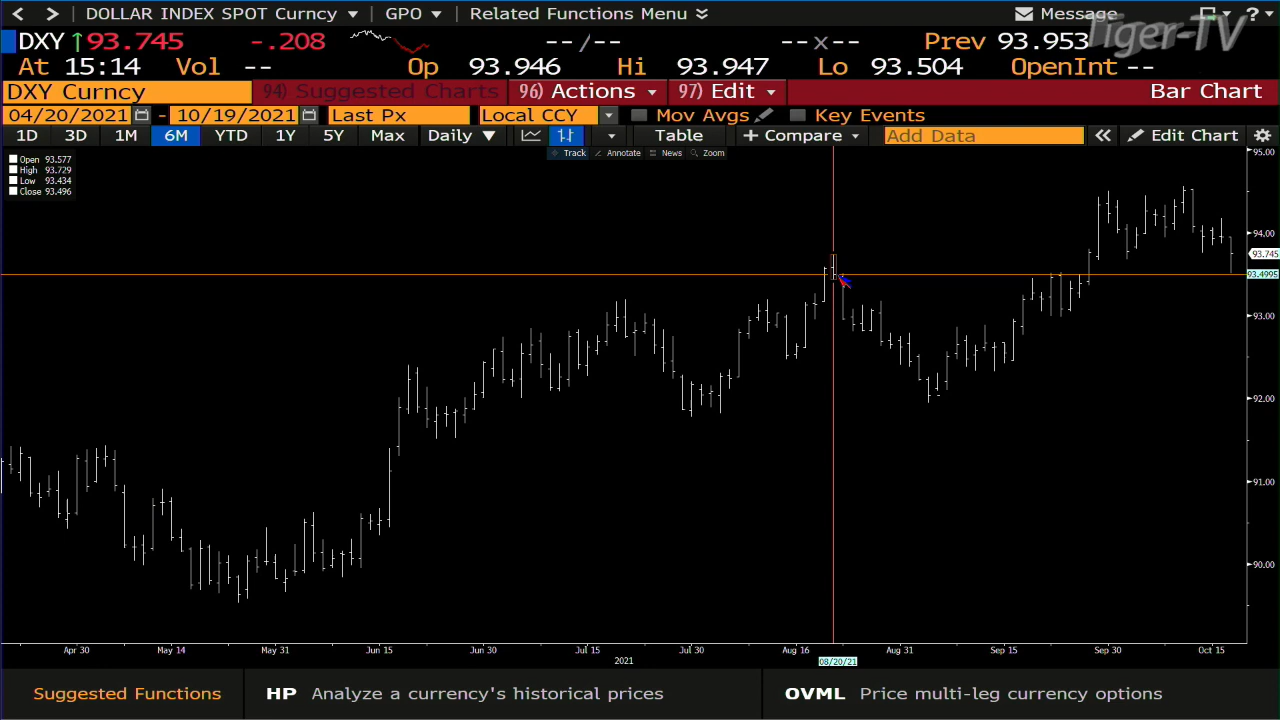 DOLLAR INDEX SPOT Curncy GPO Related Functions Menu Message ?
Tiger-TV
DXY 93.745 -.208 --/-- --x-- Prev 93.953
At 15:14 Vol -- Op 93.946 Hi 93.947 Lo 93.504 OpenInt --
DXY Curncy 94) Suggested Charts 96) Actions 97) Edit Bar Chart
04/20/2021 - 10/19/2021 Last Px Local CCY Mov Avgs Key Events
1D 3D 1M 6M YTD 1Y 5Y Max Daily Table + Compare Add Data Edit Chart
Track Annotate News Zoom
Open 93.577
High 93.729
Low 93.434
Close 93.496
95.00
94.00
93.745
93.4995
93.00
92.00
91.00
90.00
Apr 30 May 14 May 31 Jun 15 Jun 30 Jul 15 Jul 30 Aug 16 Aug 31 Sep 15 Sep 30 Oct 15
2021 08/20/21
Suggested Functions HP Analyze a currency's historical prices OVML Price multi-leg currency options